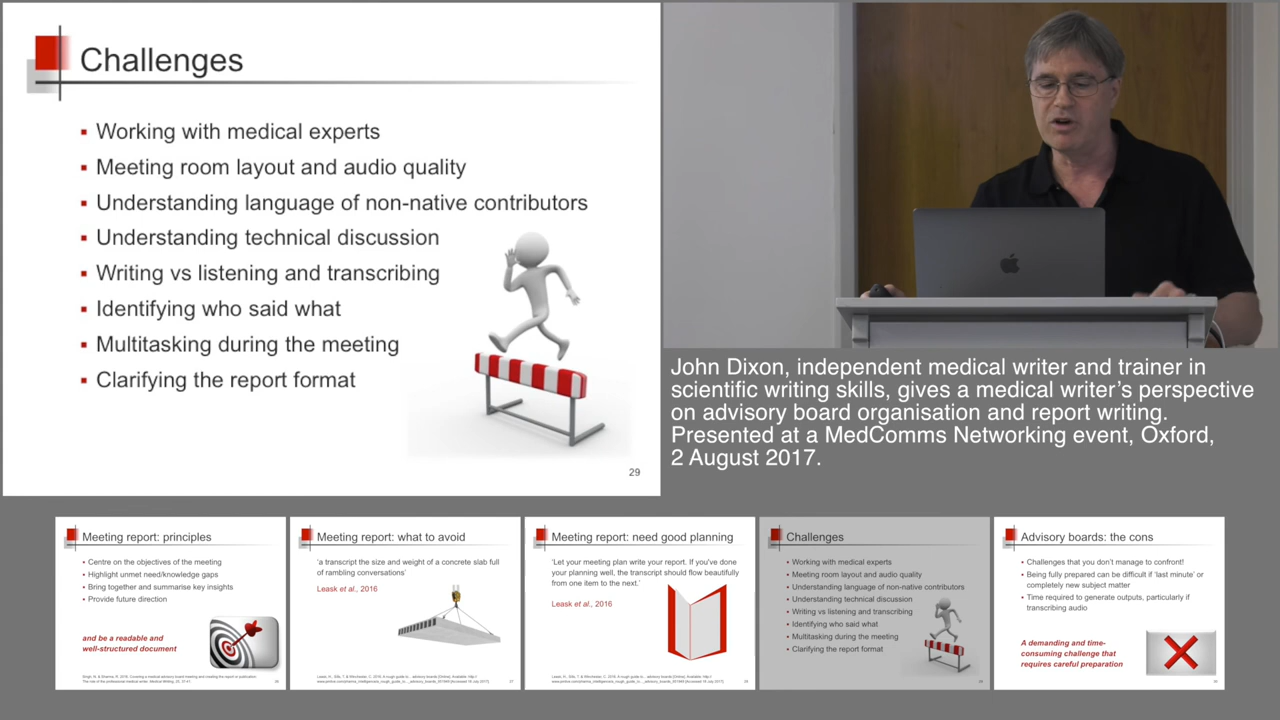 Challenges
▪ Working with medical experts
▪ Meeting room layout and audio quality
▪ Understanding language of non-native contributors
▪ Understanding technical discussion
▪ Writing vs listening and transcribing
▪ Identifying who said what
▪ Multitasking during the meeting
▪ Clarifying the report format
29
John Dixon, independent medical writer and trainer in
scientific writing skills, gives a medical writer's perspective
on advisory board organisation and report writing.
Presented at a MedComms Networking event, Oxford,
2 August 2017.
Meeting report: principles
▪ Centre on the objectives of the meeting
▪ Highlight unmet need/knowledge gaps
▪ Bring together and summarise key insights
▪ Provide future direction
and be a readable and
well-structured document
Meeting report: what to avoid
'a transcript the size and weight of a concrete slab full
of rambling conversations'
Leask et al., 2016
Meeting report: need good planning
'Let your meeting plan write your report. If you've done
your planning well, the transcript should flow beautifully
from one item to the next.'
Leask et al., 2016
Challenges
▪ Working with medical experts
▪ Meeting room layout and audio quality
▪ Understanding language of non-native contributors
▪ Understanding technical discussion
▪ Writing vs listening and transcribing
▪ Identifying who said what
▪ Multitasking during the meeting
▪ Clarifying the report format
Advisory boards: the cons
▪ Challenges that you don't manage to confront!
▪ Being fully prepared can be difficult if 'last minute' or
completely new subject matter
▪ Time required to generate outputs, particularly if
transcribing audio
A demanding and time-
consuming challenge that
requires careful preparation